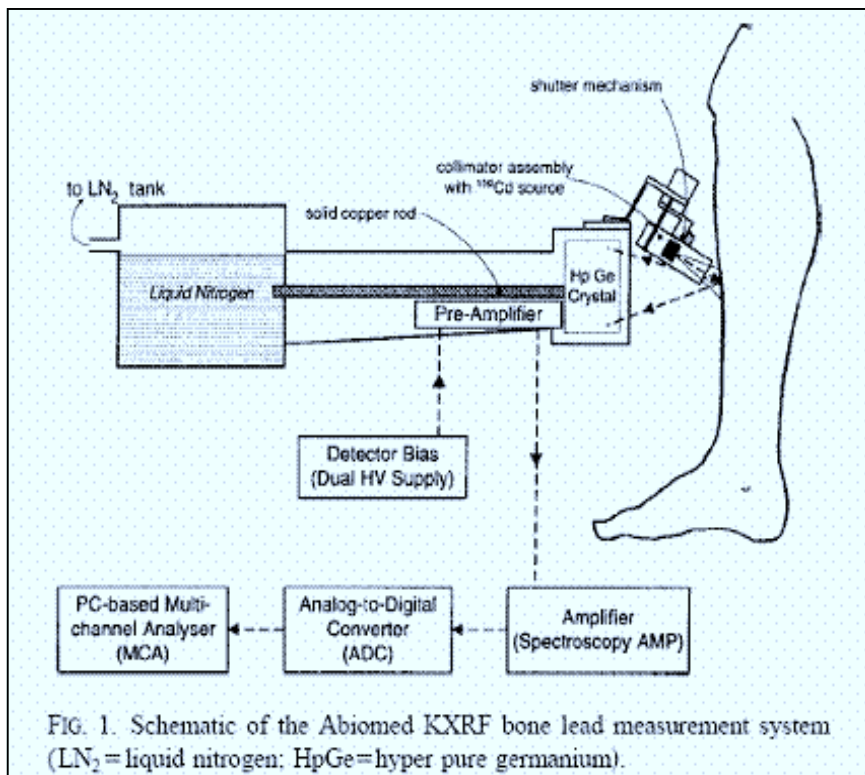 shutter mechanism
collimator assembly
with ¹⁰⁹Cd source
to LN₂ tank
solid copper rod
Liquid Nitrogen
Hp Ge
Crystal
Pre-Amplifier
Detector Bias
(Dual HV Supply)
PC-based Multi-
channel Analyser
(MCA)
Analog-to-Digital
Convertor
(ADC)
Amplifier
(Spectroscopy AMP)
FIG. 1. Schematic of the Abiomed KXRF bone lead measurement system
(LN₂=liquid nitrogen; HpGe=hyper pure germanium).